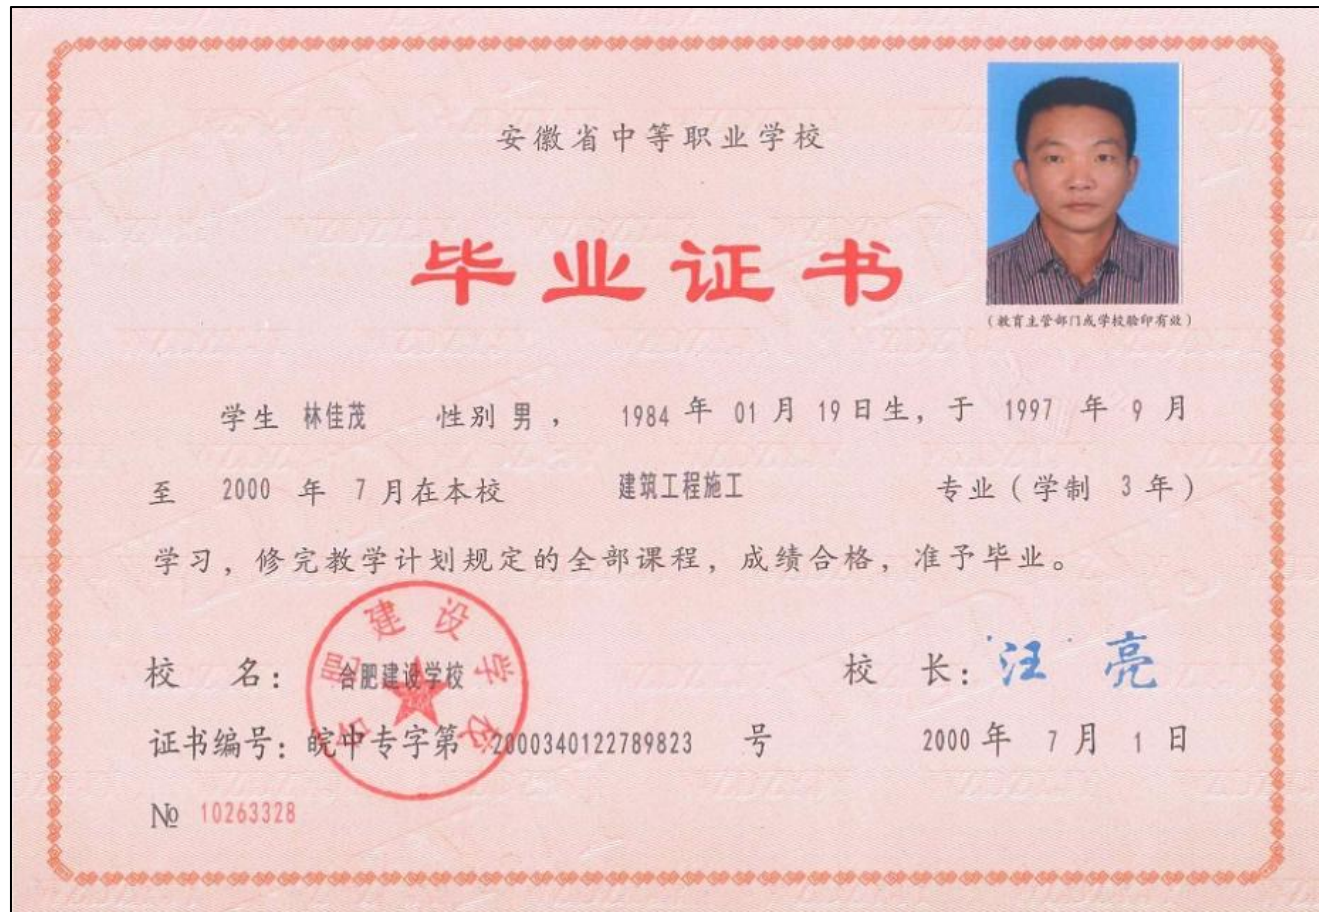 安徽省中等职业学校
毕业证书
(教育主管部门或学校验印有效)
学生 林佳茂 性别 男， 1984 年 01 月 19 日生，于 1997 年 9 月
至 2000 年 7 月在本校 建筑工程施工 专业(学制 3 年)
学习，修完教学计划规定的全部课程，成绩合格，准予毕业。
建设学校
校 名： 合肥建设学校 校 长：汪亮
证书编号：皖中专字第 2000340122789823 号 2000 年 7 月 1 日
№ 10263328